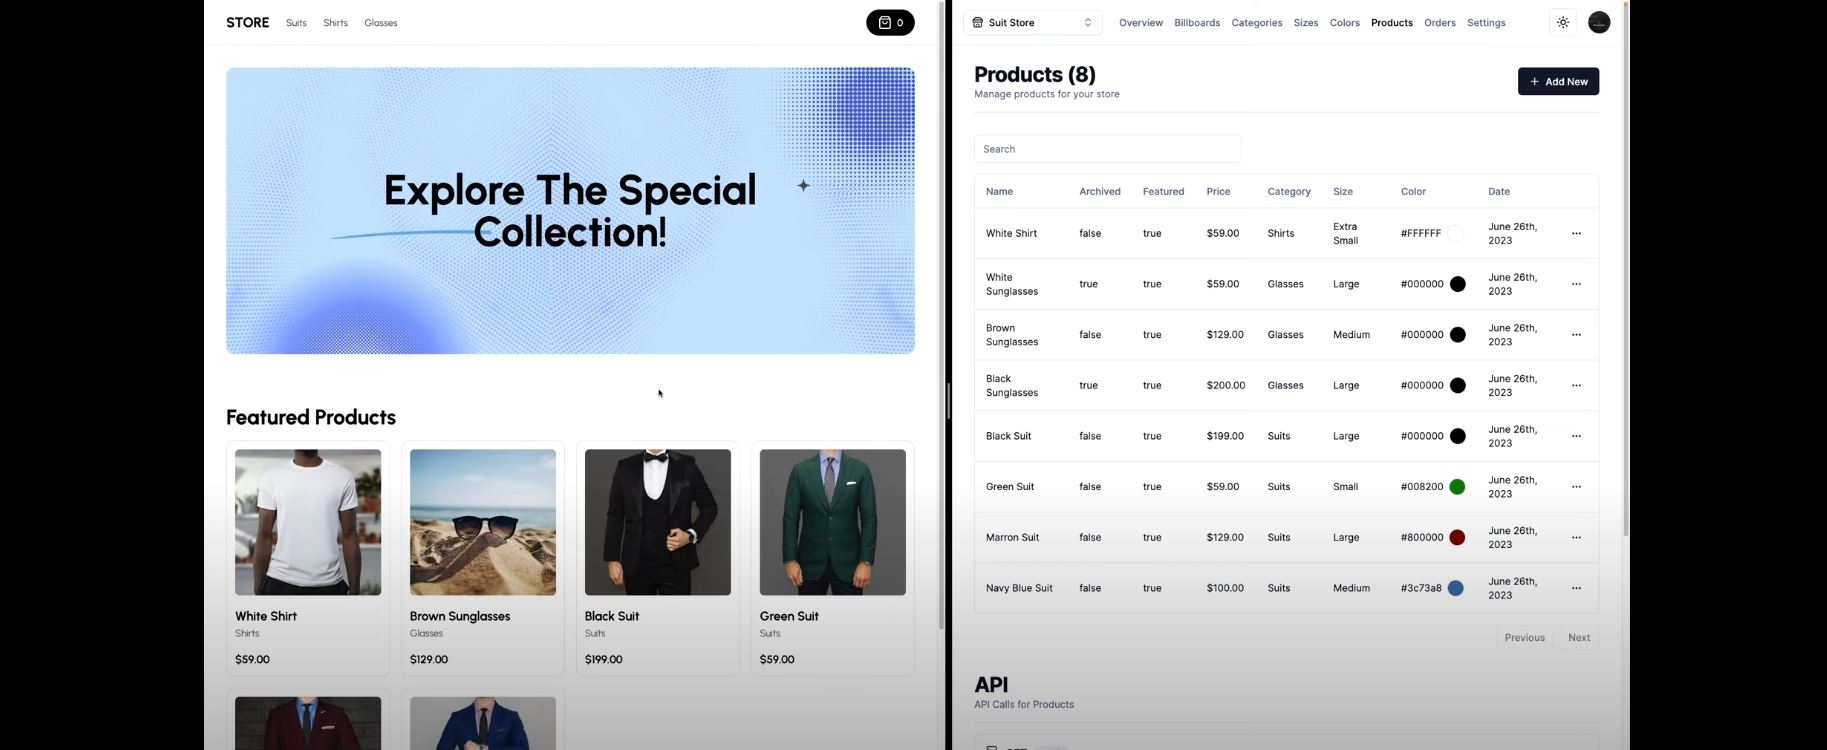 STORE Suits Shirts Glasses 0
Explore The Special
Collection!
Featured Products
White Shirt
Shirts
$59.00
Brown Sunglasses
Glasses
$129.00
Black Suit
Suits
$199.00
Green Suit
Suits
$59.00
Suit Store Overview Billboards Categories Sizes Colors Products Orders Settings
Products (8)
Manage products for your store
+ Add New
Search
Name Archived Featured Price Category Size Color Date
White Shirt false true $59.00 Shirts Extra Small #FFFFFF June 26th, 2023
White Sunglasses true true $59.00 Glasses Large #000000 June 26th, 2023
Brown Sunglasses false true $129.00 Glasses Medium #000000 June 26th, 2023
Black Sunglasses true true $200.00 Glasses Large #000000 June 26th, 2023
Black Suit false true $199.00 Suits Large #000000 June 26th, 2023
Green Suit false true $59.00 Suits Small #008200 June 26th, 2023
Marron Suit false true $129.00 Suits Large #800000 June 26th, 2023
Navy Blue Suit false true $100.00 Suits Medium #3c73a8 June 26th, 2023
Previous Next
API
API Calls for Products